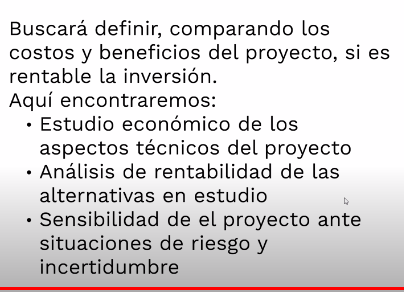 Buscará definir, comparando los
costos y beneficios del proyecto, si es
rentable la inversión.
Aquí encontraremos:
• Estudio económico de los
aspectos técnicos del proyecto
• Análisis de rentabilidad de las
alternativas en estudio
• Sensibilidad de el proyecto ante
situaciones de riesgo y
incertidumbre